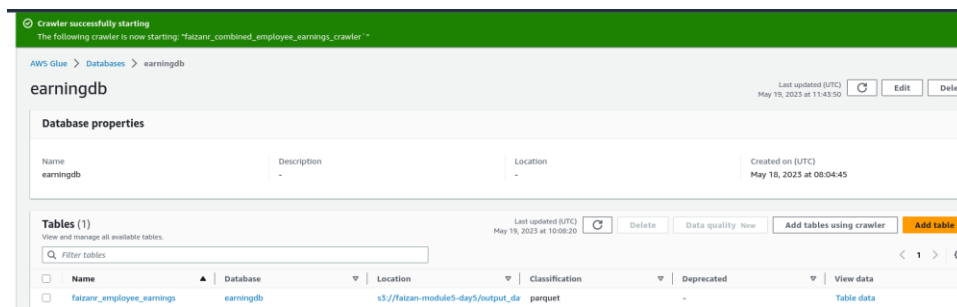 Crawler successfully starting
The following crawler is now starting: "faizanr_combined_employee_earnings_crawler`"
AWS Glue > Databases > earningdb
earningdb
Last updated (UTC)
May 19, 2023 at 11:43:50
Edit
Dele
Database properties
Name
earningdb
Description
-
Location
-
Created on (UTC)
May 18, 2023 at 08:04:45
Tables (1)
View and manage all available tables.
Last updated (UTC)
May 19, 2023 at 10:08:20
Delete
Data quality New
Add tables using crawler
Add table
Filter tables
1
Name Database Location Classification Deprecated View data
faizanr_employee_earnings earningdb s3://faizan-module5-day5/output_da parquet - Table data